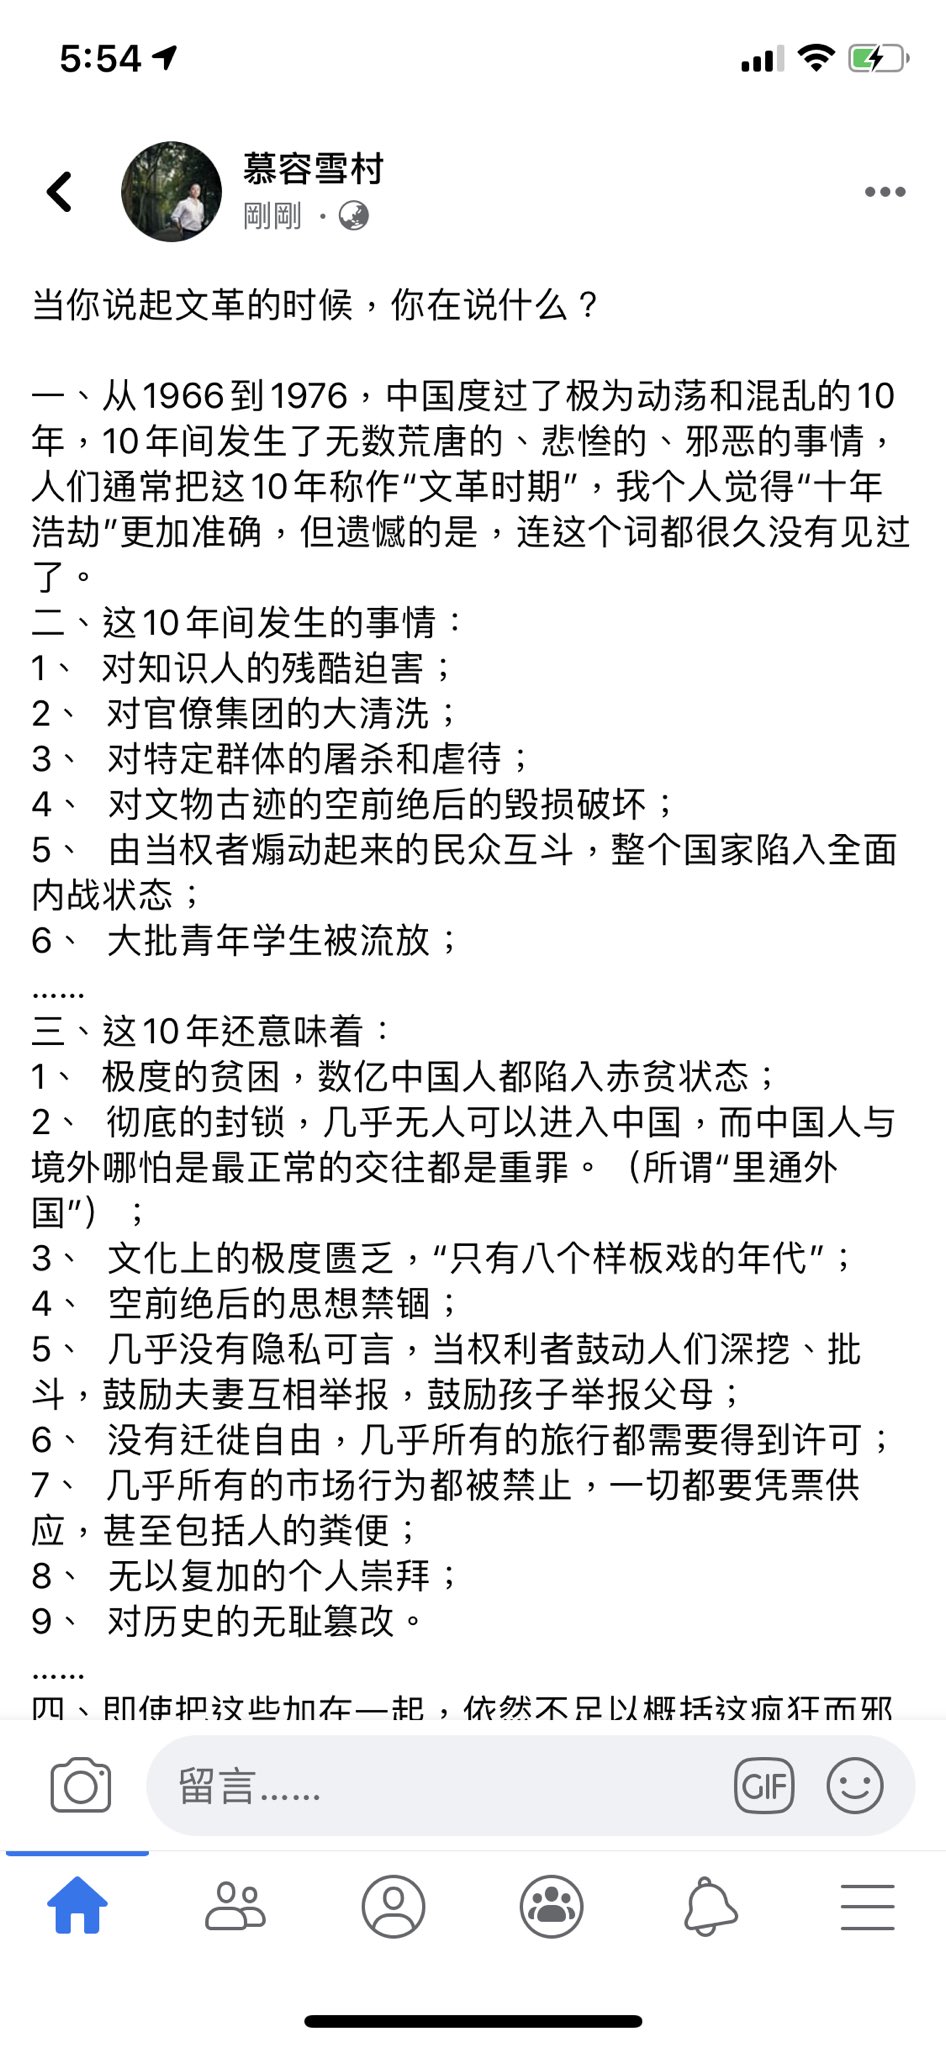 5:54
慕容雪村
剛剛 ·
当你说起文革的时候，你在说什么？
一、从1966到1976，中国度过了极为动荡和混乱的10
年，10年间发生了无数荒唐的、悲惨的、邪恶的事情，
人们通常把这10年称作“文革时期”，我个人觉得“十年
浩劫”更加准确，但遗憾的是，连这个词都很久没有见过
了。
二、这10年间发生的事情：
1、 对知识人的残酷迫害；
2、 对官僚集团的大清洗；
3、 对特定群体的屠杀和虐待；
4、 对文物古迹的空前绝后的毁损破坏；
5、 由当权者煽动起来的民众互斗，整个国家陷入全面
内战状态；
6、 大批青年学生被流放；
……
三、这10年还意味着：
1、 极度的贫困，数亿中国人都陷入赤贫状态；
2、 彻底的封锁，几乎无人可以进入中国，而中国人与
境外哪怕是最正常的交往都是重罪。（所谓“里通外
国”）；
3、 文化上的极度匮乏，“只有八个样板戏的年代”；
4、 空前绝后的思想禁锢；
5、 几乎没有隐私可言，当权利者鼓动人们深挖、批
斗，鼓励夫妻互相举报，鼓励孩子举报父母；
6、 没有迁徙自由，几乎所有的旅行都需要得到许可；
7、 几乎所有的市场行为都被禁止，一切都要凭票供
应，甚至包括人的粪便；
8、 无以复加的个人崇拜；
9、 对历史的无耻篡改。
……
四、即使把这些加在一起，依然不足以概括这疯狂而邪
留言……
GIF